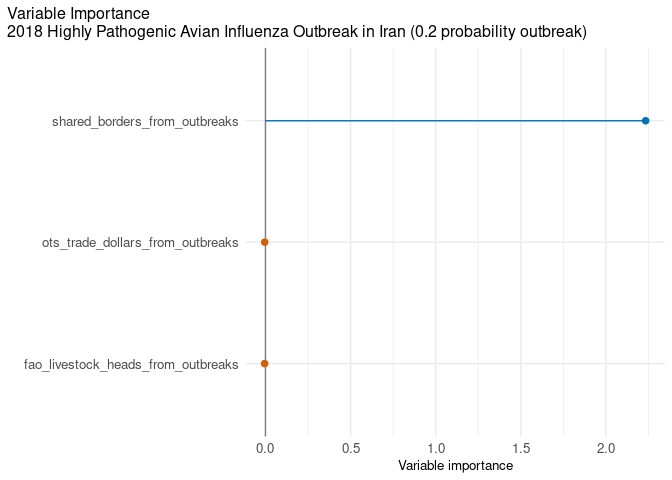 Variable Importance
2018 Highly Pathogenic Avian Influenza Outbreak in Iran (0.2 probability outbreak)
shared_borders_from_outbreaks
ots_trade_dollars_from_outbreaks
fao_livestock_heads_from_outbreaks
0.0 0.5 1.0 1.5 2.0
Variable importance